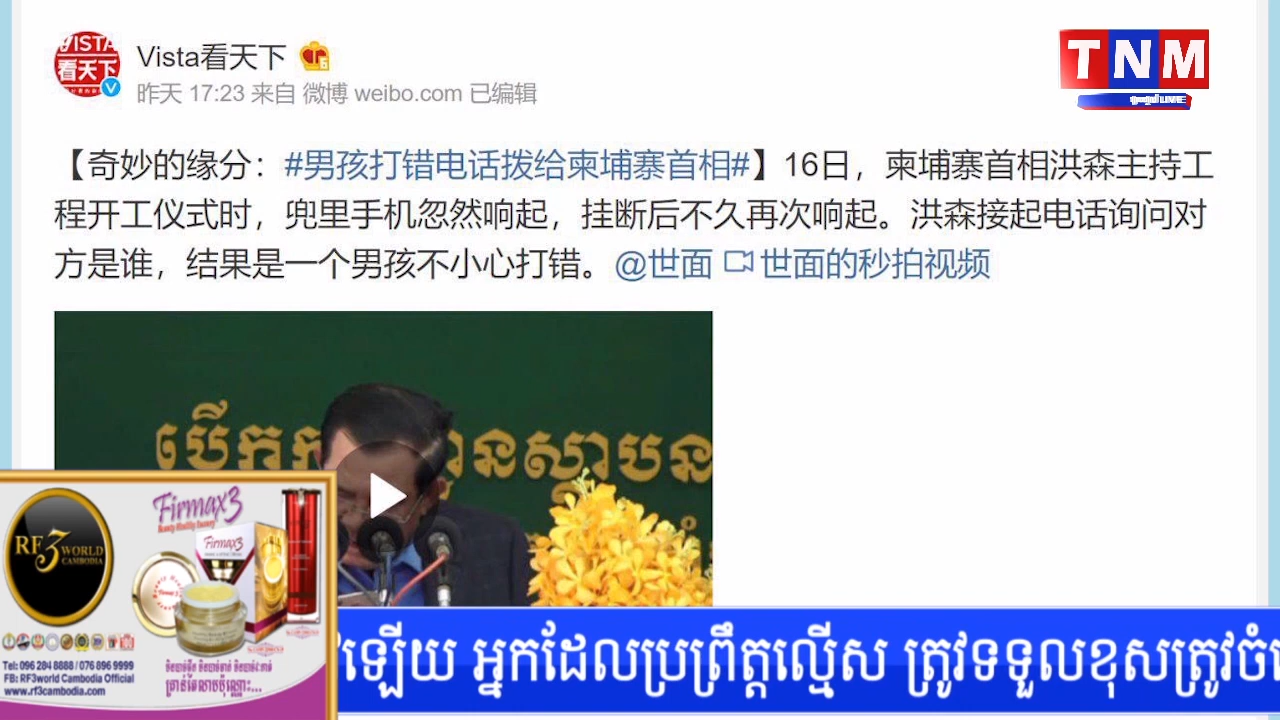 VISTA
看天下
Vista看天下
昨天 17:23 来自 微博 weibo.com 已编辑
TNM
LIVE
【奇妙的缘分：#男孩打错电话拨给柬埔寨首相#】16日，柬埔寨首相洪森主持工
程开工仪式时，兜里手机忽然响起，挂断后不久再次响起。洪森接起电话询问对
方是谁，结果是一个男孩不小心打错。@世面 世面的秒拍视频
Firmax3
RF3 WORLD
CAMBODIA
Firmax3
Tel: 096 284 8888 / 076 896 9999
FB: RF3world Cambodia Official
www.rf3cambodia.com
ឡើយ អ្នកដែលប្រព្រឹត្តល្មើស ត្រូវទទួលខុសត្រូវចំ